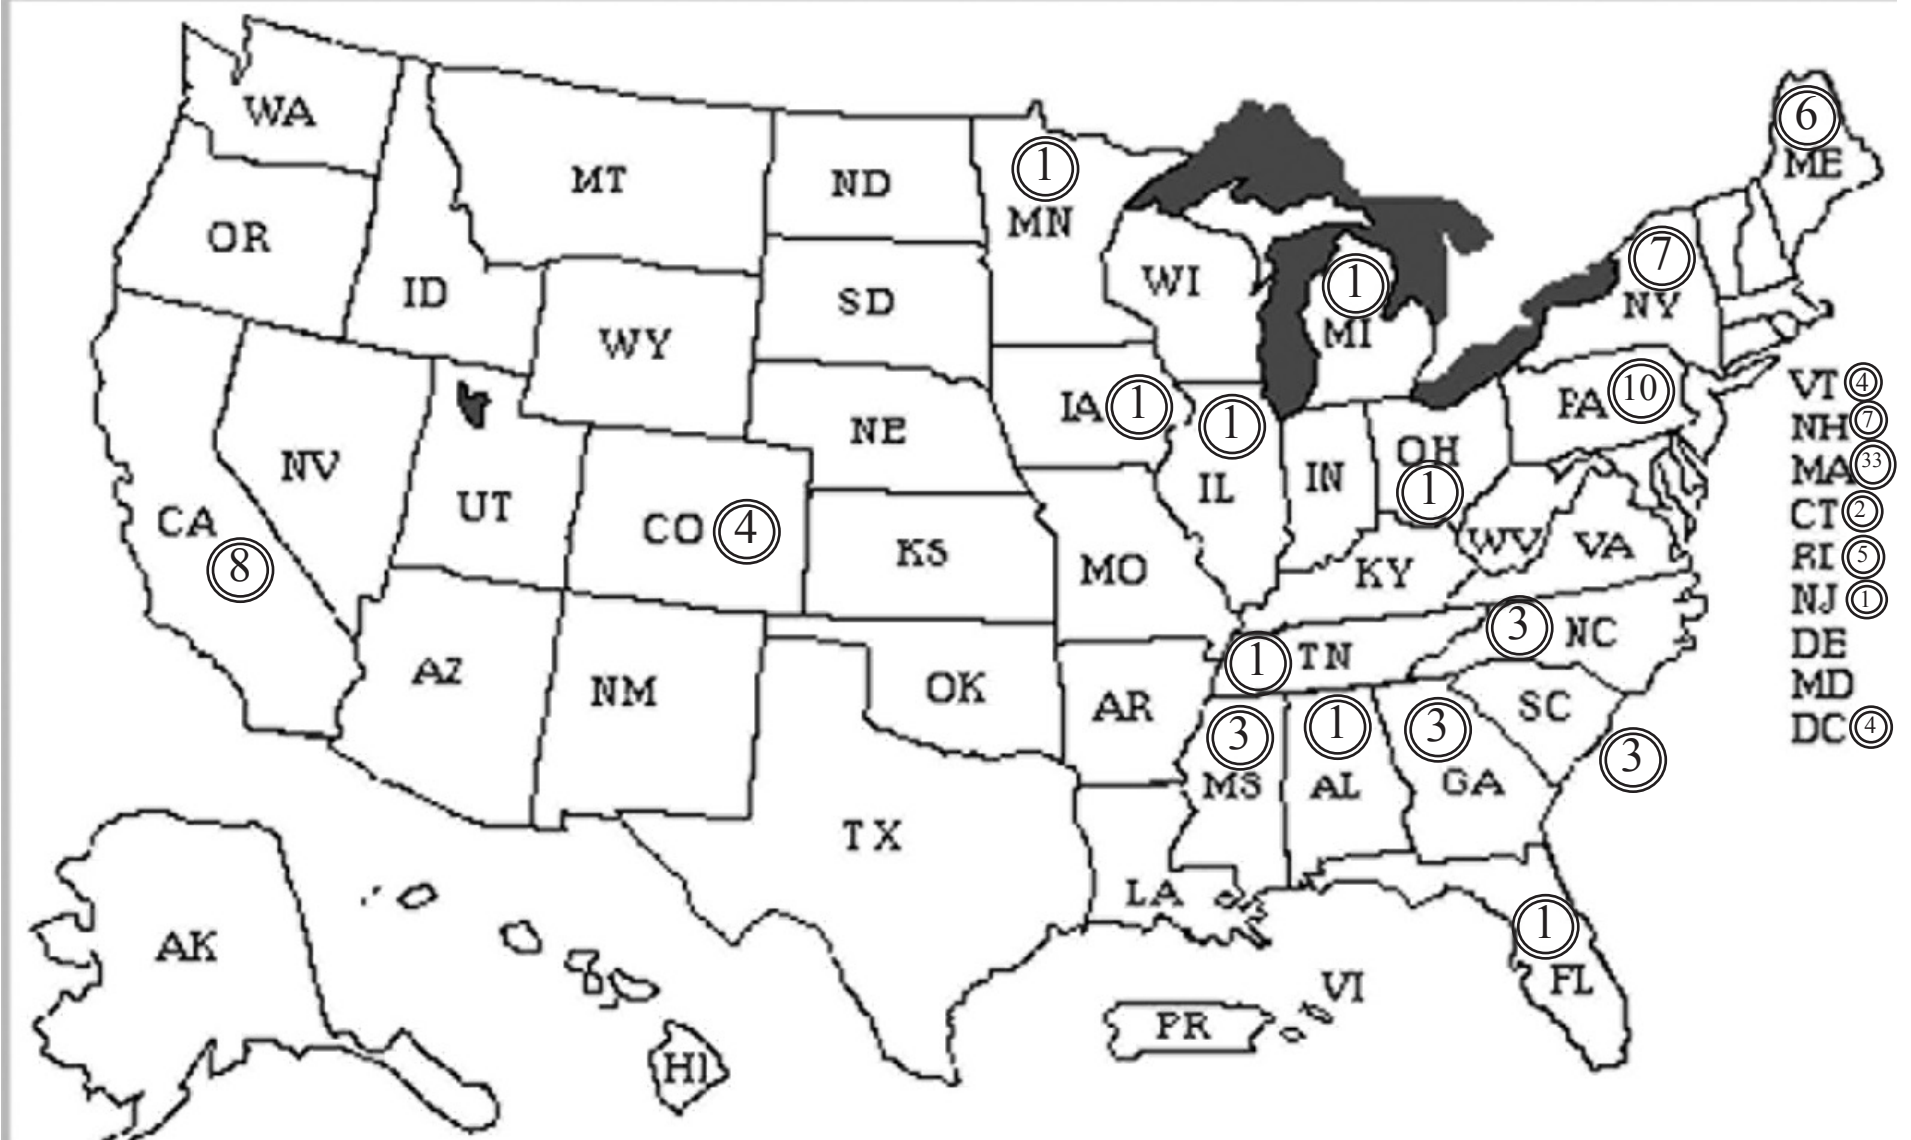 6
ME
WA
1
MT
ND
MN
OR
7
WI
1
ID
SD
NY
MI
WY
10
VT 4
IA 1
1
PA
NH 7
NE
OH
MA 33
NV
IL
IN
1
UT
CT 2
CA
CO 4
WV
VA
KS
RI 5
8
MO
KY
NJ 1
3
NC
DE
1
TN
AZ
MD
NM
OK
AR
SC
3
1
3
DC 4
3
MS
AL
GA
TX
LA
1
AK
FL
VI
PR
HI